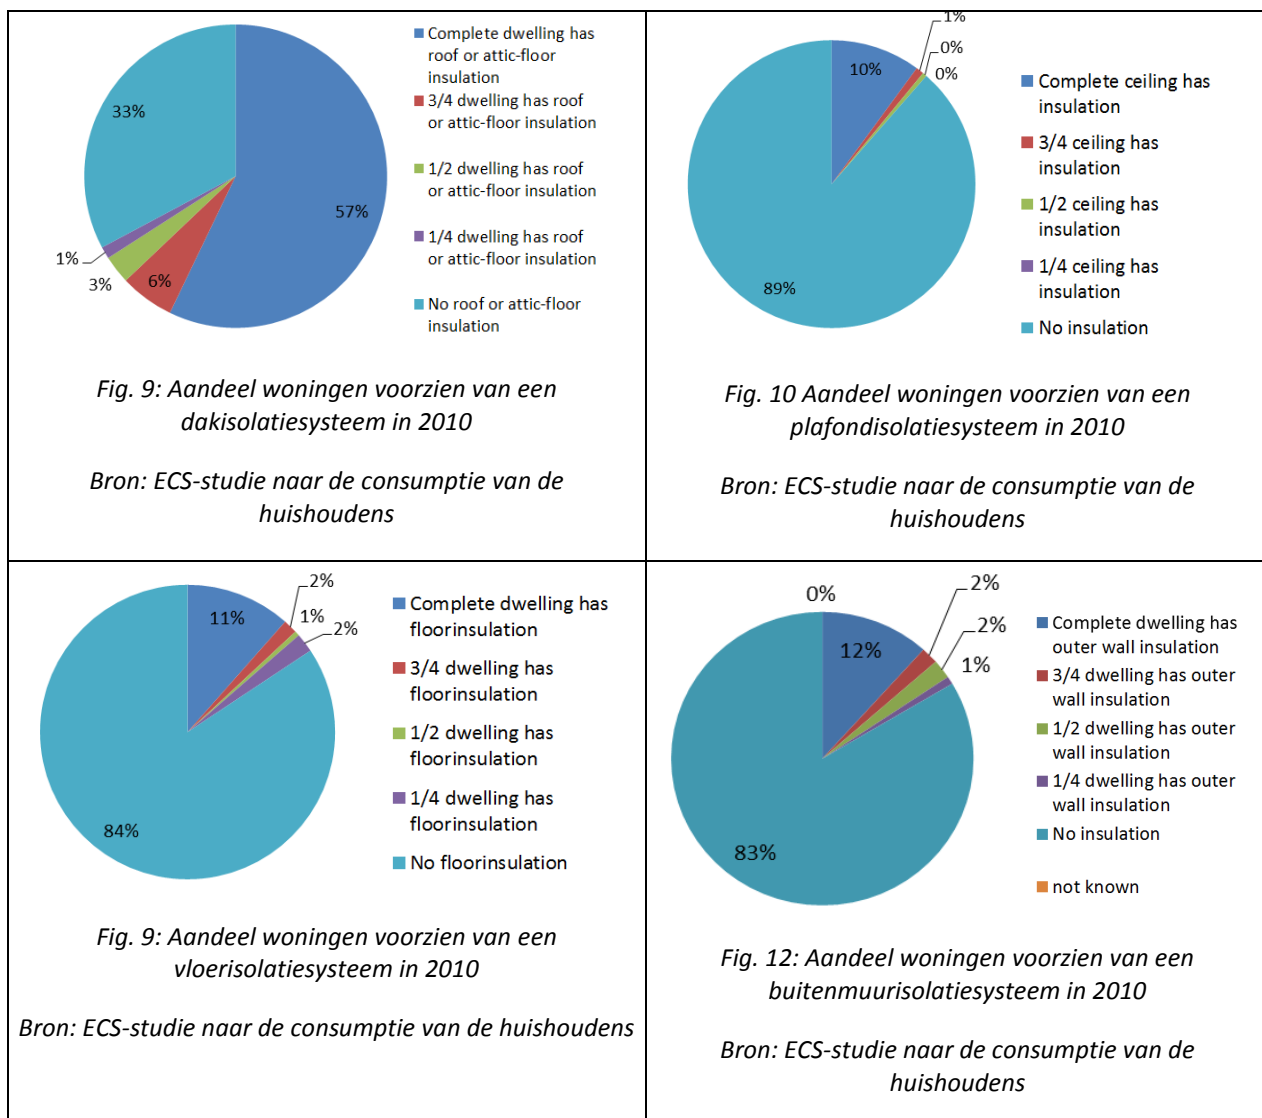 33%
57%
1%
3%
6%
Complete dwelling has
roof or attic-floor
insulation
3/4 dwelling has roof
or attic-floor insulation
1/2 dwelling has roof
or attic-floor insulation
1/4 dwelling has roof
or attic-floor insulation
No roof or attic-floor
insulation
Fig. 9: Aandeel woningen voorzien van een
dakisolatiesysteem in 2010
Bron: ECS-studie naar de consumptie van de
huishoudens
1%
0%
0%
10%
89%
Complete ceiling has
insulation
3/4 ceiling has
insulation
1/2 ceiling has
insulation
1/4 ceiling has
insulation
No insulation
Fig. 10 Aandeel woningen voorzien van een
plafondisolatiesysteem in 2010
Bron: ECS-studie naar de consumptie van de
huishoudens
2%
1%
2%
11%
84%
Complete dwelling has
floorinsulation
3/4 dwelling has
floorinsulation
1/2 dwelling has
floorinsulation
1/4 dwelling has
floorinsulation
No floorinsulation
Fig. 9: Aandeel woningen voorzien van een
vloerisolatiesysteem in 2010
Bron: ECS-studie naar de consumptie van de huishoudens
0%
2%
2%
1%
12%
83%
Complete dwelling has
outer wall insulation
3/4 dwelling has outer
wall insulation
1/2 dwelling has outer
wall insulation
1/4 dwelling has outer
wall insulation
No insulation
not known
Fig. 12: Aandeel woningen voorzien van een
buitenmuurisolatiesysteem in 2010
Bron: ECS-studie naar de consumptie van de
huishoudens